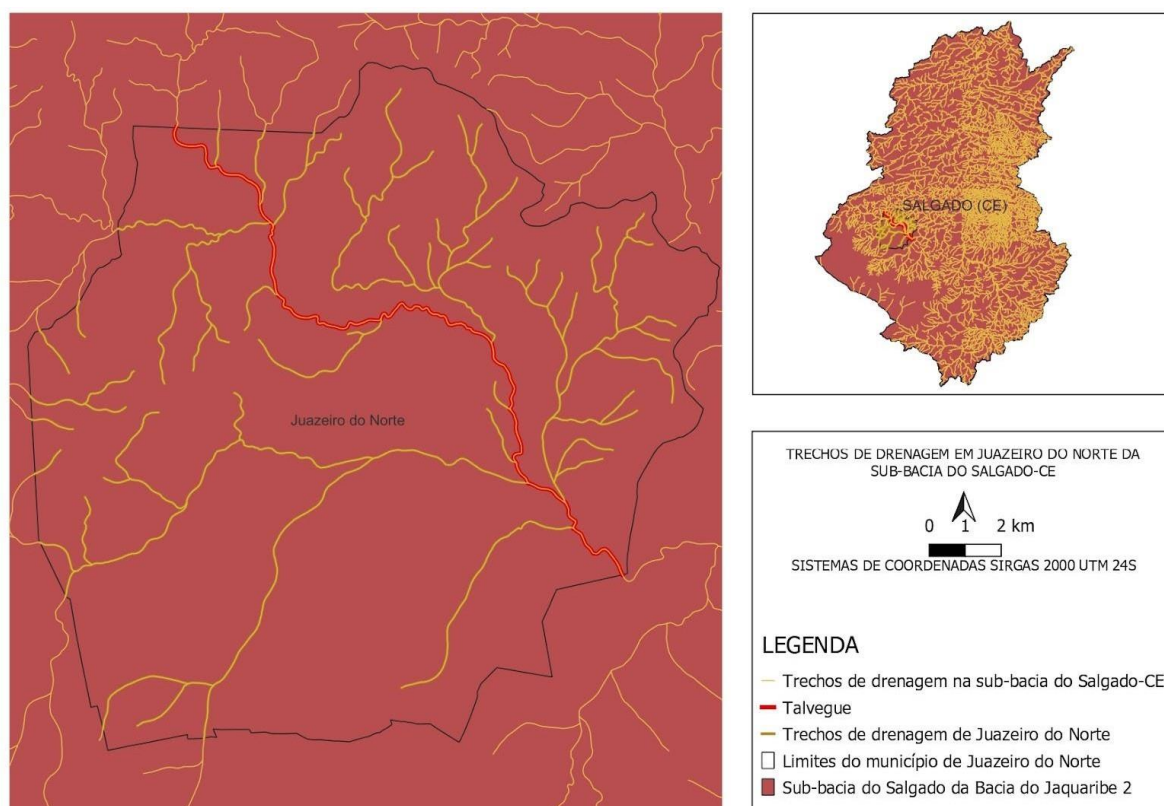 Juazeiro do Norte
SALGADO (CE)
TRECHOS DE DRENAGEM EM JUAZEIRO DO NORTE DA
SUB-BACIA DO SALGADO-CE
0 1 2 km
SISTEMAS DE COORDENADAS SIRGAS 2000 UTM 24S
LEGENDA
Trechos de drenagem na sub-bacia do Salgado-CE
Talvegue
Trechos de drenagem de Juazeiro do Norte
Limites do município de Juazeiro do Norte
Sub-bacia do Salgado da Bacia do Jaquaribe 2